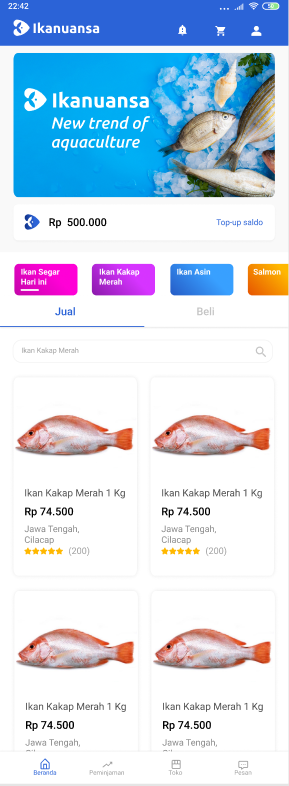 22:42
Ikanuansa
Ikanuansa
New trend of
aquaculture
Rp 500.000
Top-up saldo
Ikan Segar
Hari ini
Ikan Kakap
Merah
Ikan Asin
Salmon
Jual
Beli
Ikan Kakap Merah
Ikan Kakap Merah 1 Kg
Rp 74.500
Jawa Tengah,
Cilacap
(200)
Ikan Kakap Merah 1 Kg
Rp 74.500
Jawa Tengah,
Cilacap
(200)
Ikan Kakap Merah 1 Kg
Rp 74.500
Jawa Tengah,
Ikan Kakap Merah 1 Kg
Rp 74.500
Jawa Tengah,
Beranda
Peminjaman
Toko
Pesan